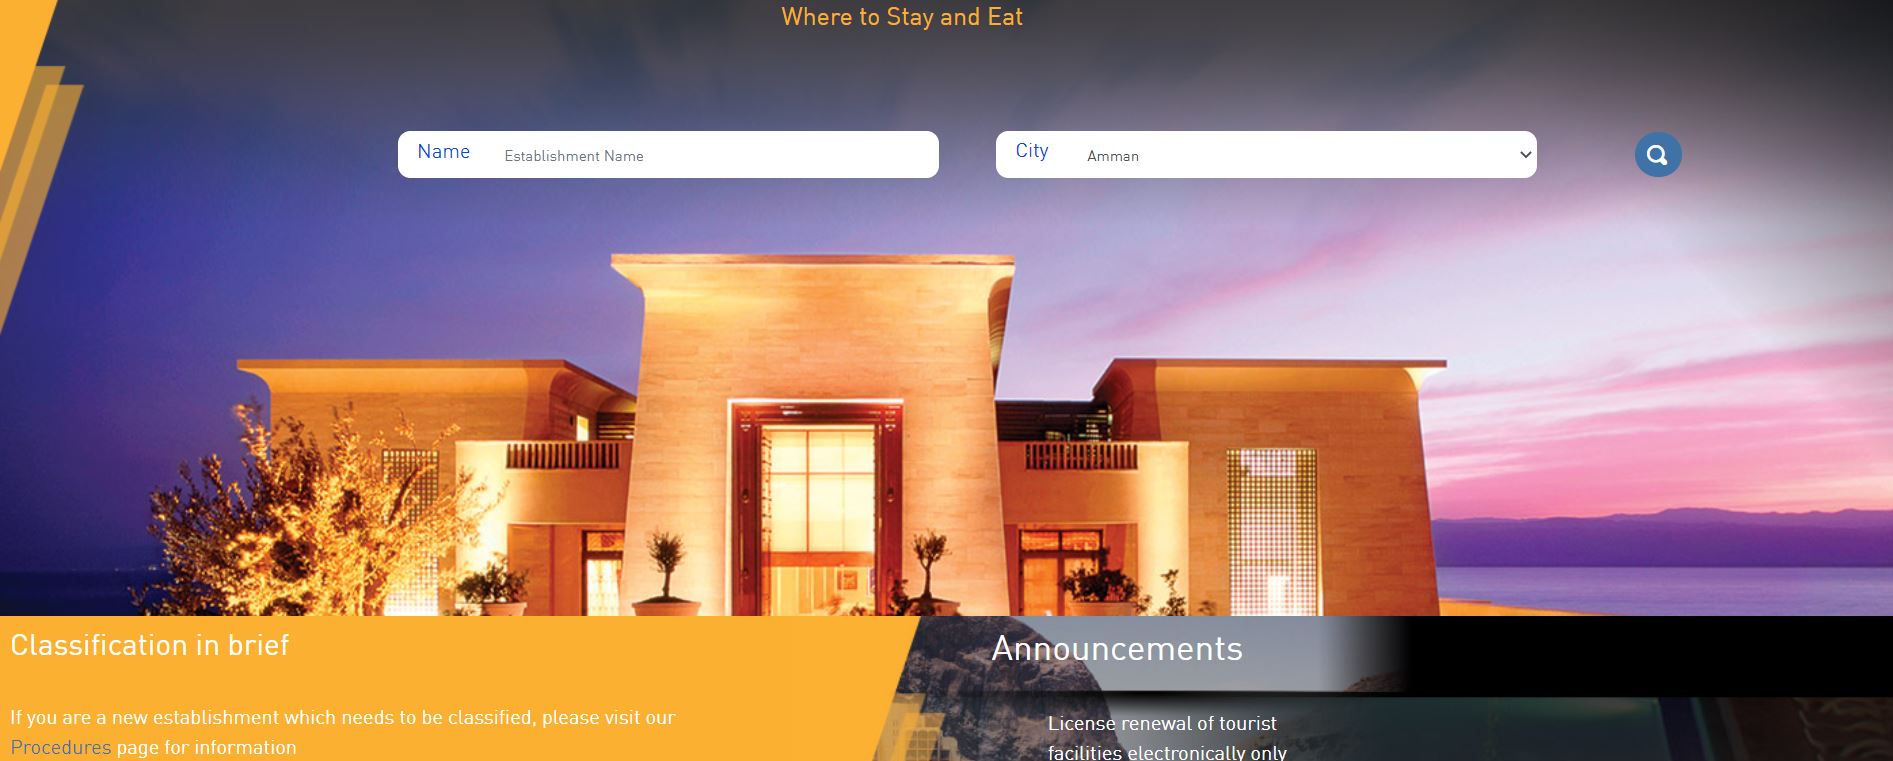 Where to Stay and Eat
Name Establishment Name
City Amman
Classification in brief
If you are a new establishment which needs to be classified, please visit our
Procedures page for information
Announcements
License renewal of tourist
facilities electronically only